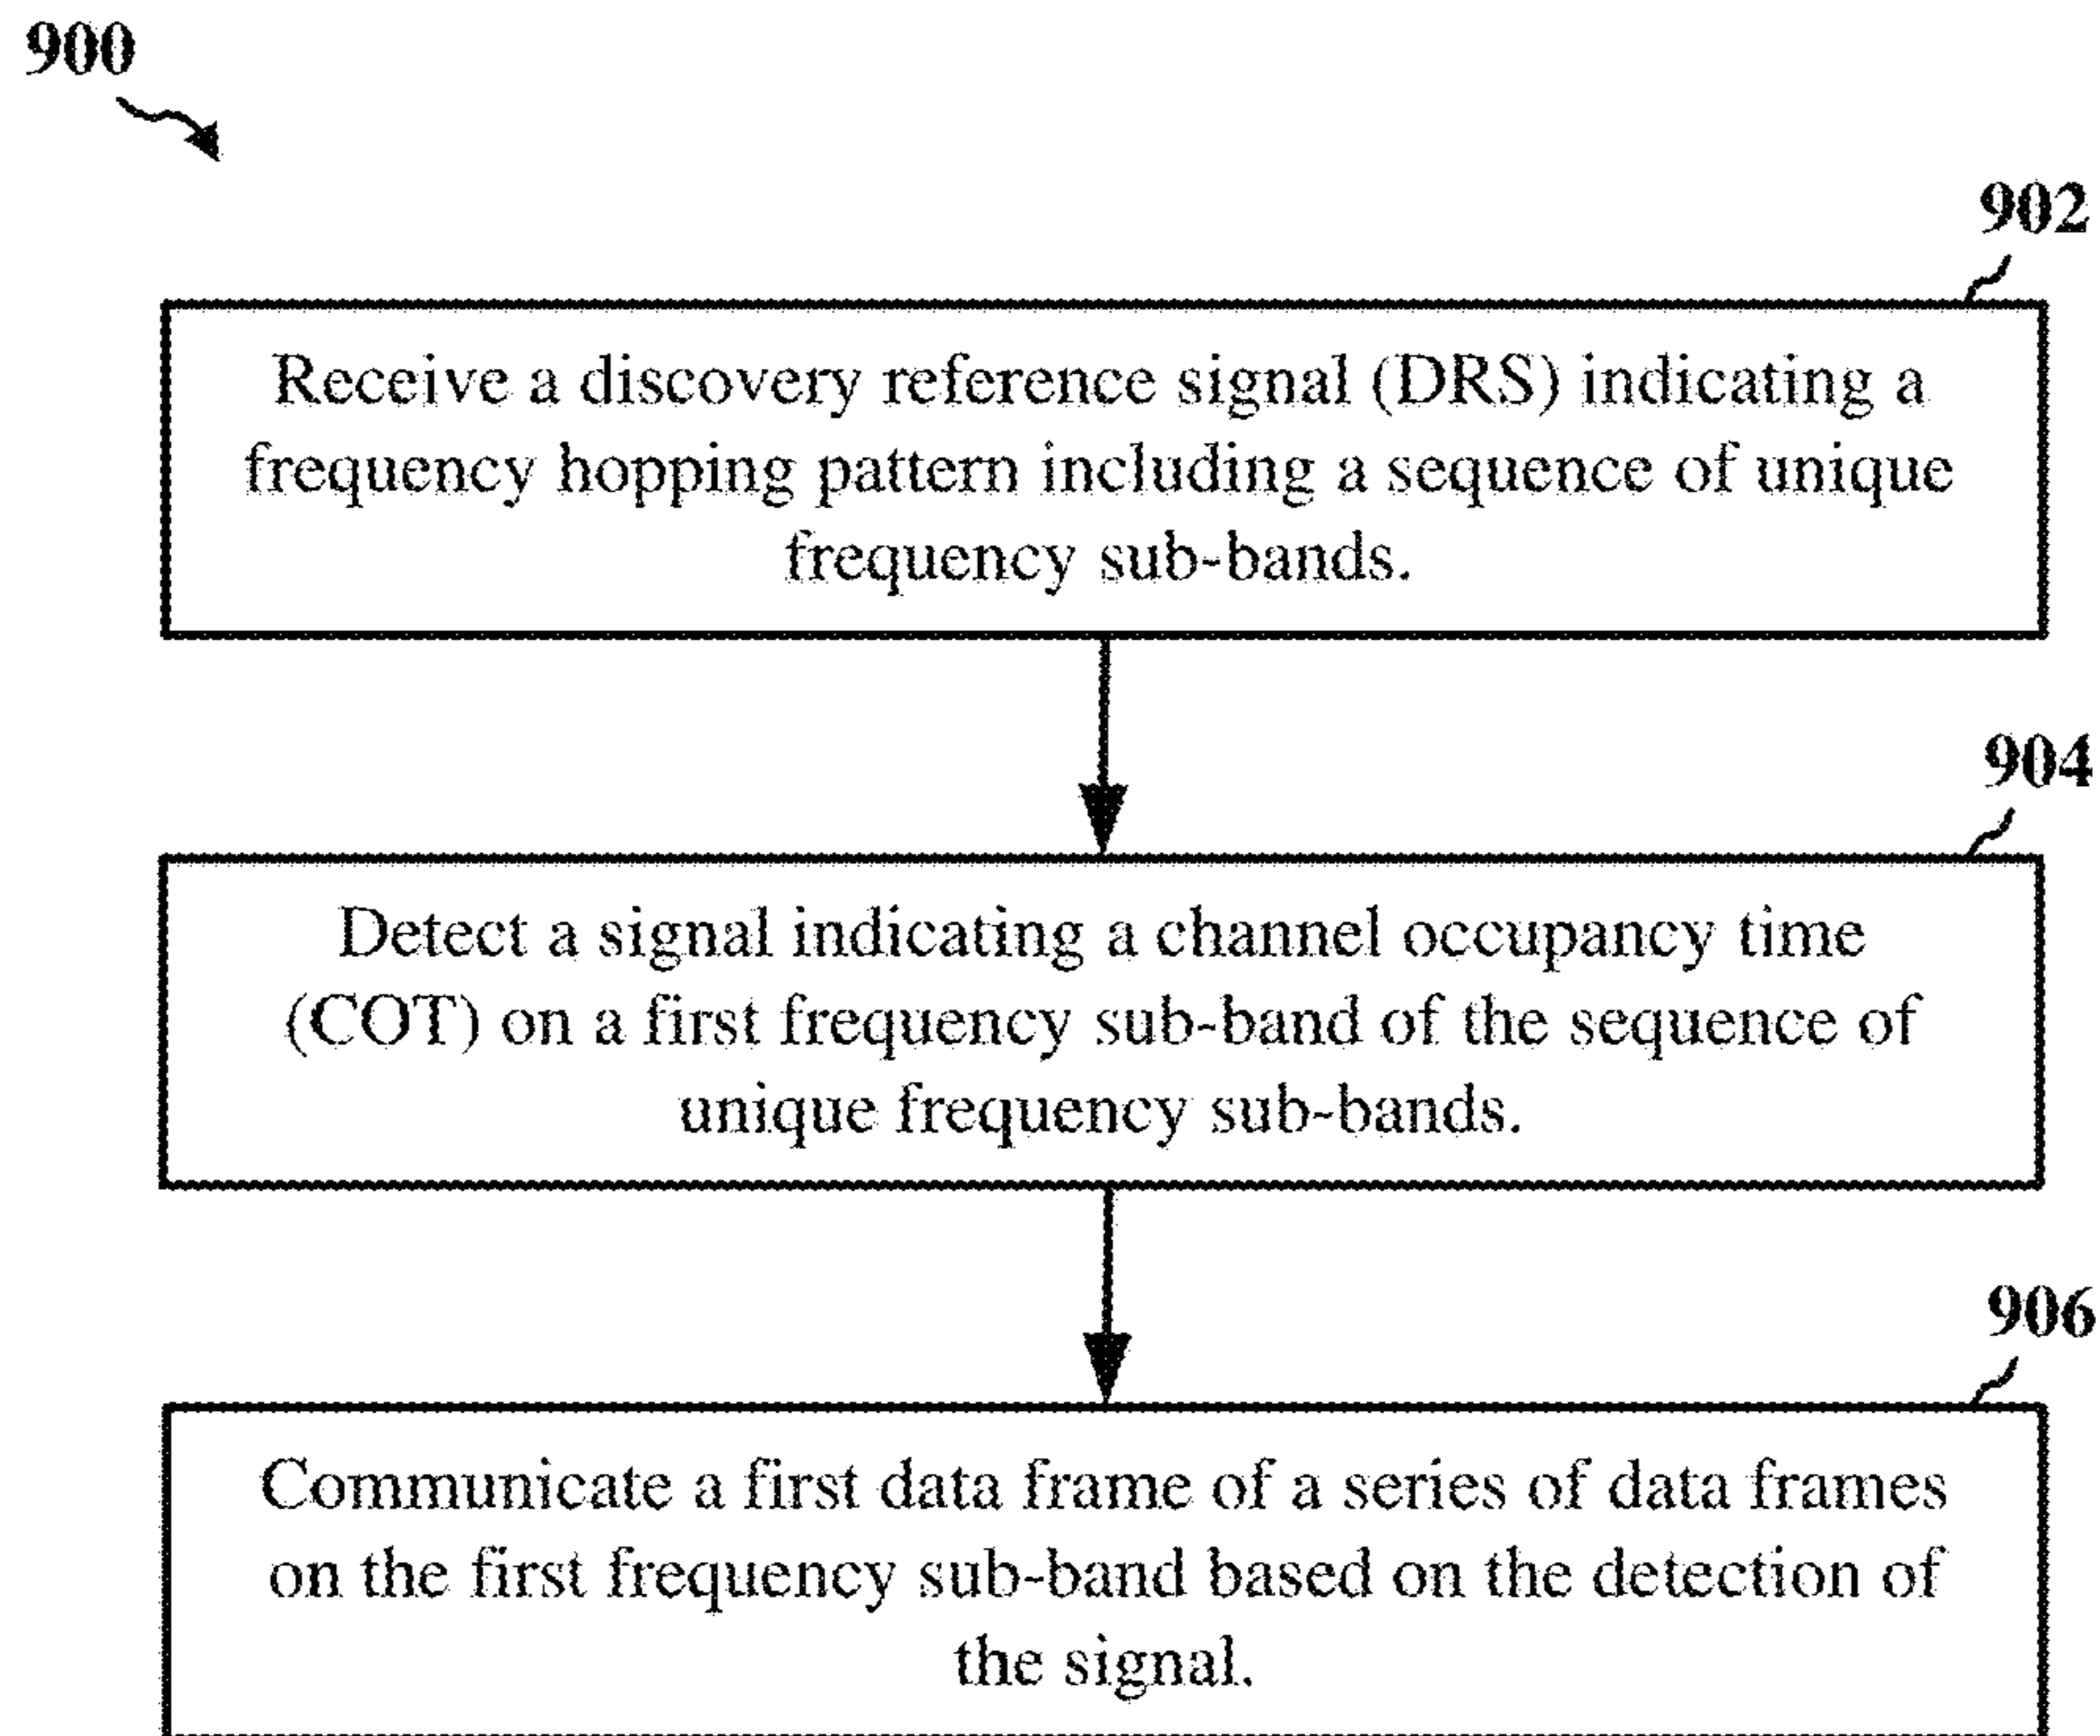 900
902
Receive a discovery reference signal (DRS) indicating a
frequency hopping pattern including a sequence of unique
frequency sub-bands.
904
Detect a signal indicating a channel occupancy time
(COT) on a first frequency sub-band of the sequence of
unique frequency sub-bands.
906
Communicate a first data frame of a series of data frames
on the first frequency sub-band based on the detection of
the signal.